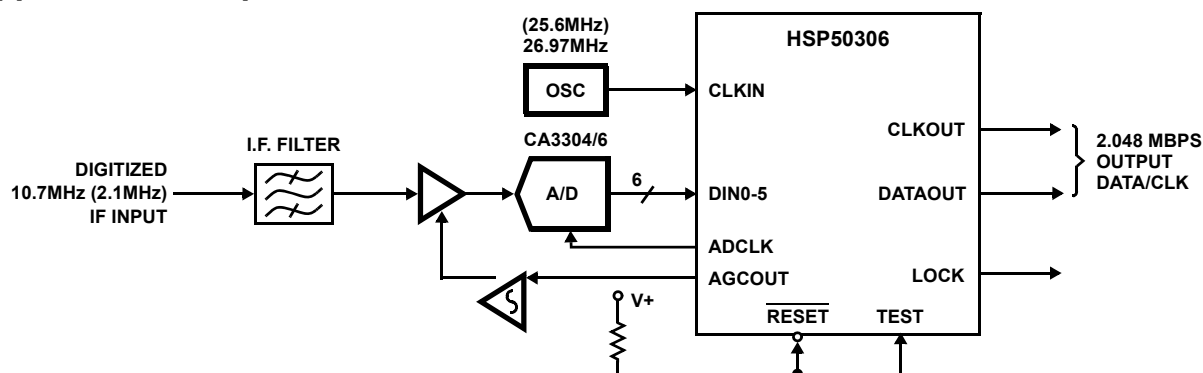 (25.6MHz)
26.97MHz
OSC
HSP50306
CLKIN
CLKOUT
I.F. FILTER
CA3304/6
DIGITIZED
10.7MHz (2.1MHz)
IF INPUT
A/D
6
DIN0-5
DATAOUT
2.048 MBPS
OUTPUT
DATA/CLK
ADCLK
AGCOUT
LOCK
V+
RESET
TEST